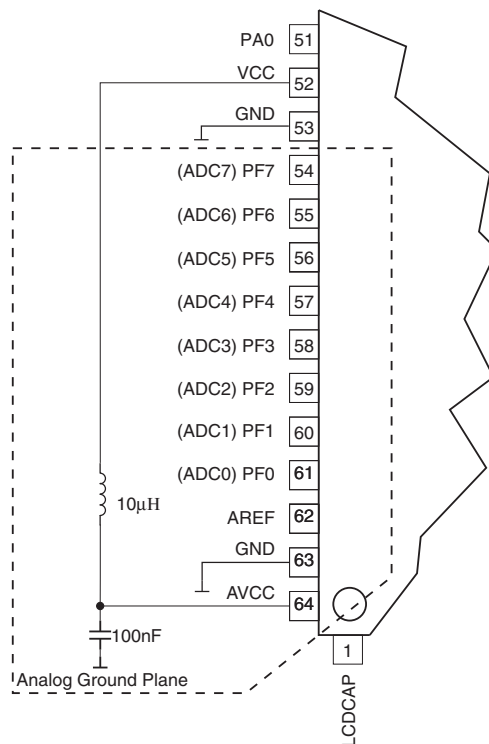 PA0 51
VCC 52
GND 53
(ADC7) PF7 54
(ADC6) PF6 55
(ADC5) PF5 56
(ADC4) PF4 57
(ADC3) PF3 58
(ADC2) PF2 59
(ADC1) PF1 60
(ADC0) PF0 61
10μH
AREF 62
GND 63
AVCC 64
100nF
1
Analog Ground Plane
LCDCAP